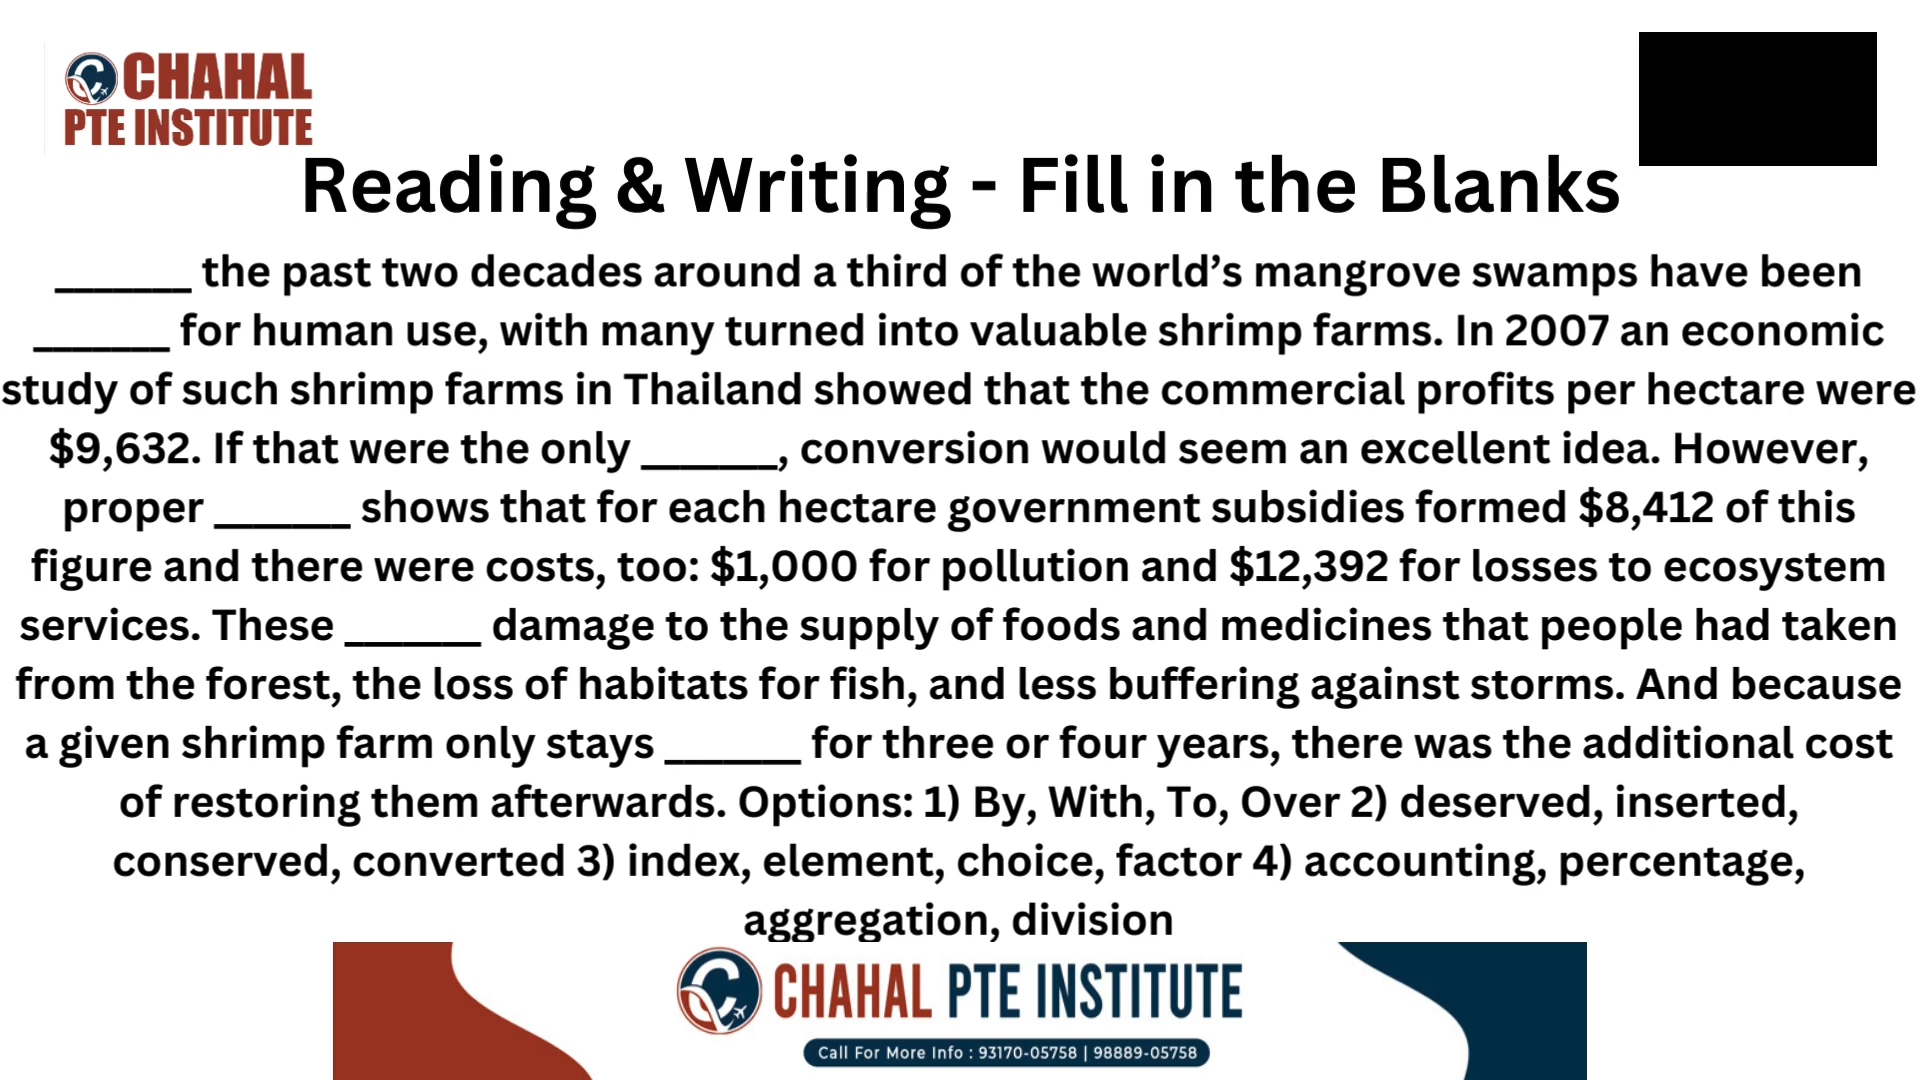 CHAHAL
PTE INSTITUTE
Reading & Writing - Fill in the Blanks
_______ the past two decades around a third of the world’s mangrove swamps have been
_______ for human use, with many turned into valuable shrimp farms. In 2007 an economic
study of such shrimp farms in Thailand showed that the commercial profits per hectare were
$9,632. If that were the only _______, conversion would seem an excellent idea. However,
proper _______ shows that for each hectare government subsidies formed $8,412 of this
figure and there were costs, too: $1,000 for pollution and $12,392 for losses to ecosystem
services. These _______ damage to the supply of foods and medicines that people had taken
from the forest, the loss of habitats for fish, and less buffering against storms. And because
a given shrimp farm only stays _______ for three or four years, there was the additional cost
of restoring them afterwards. Options: 1) By, With, To, Over 2) deserved, inserted,
conserved, converted 3) index, element, choice, factor 4) accounting, percentage,
aggregation, division
CHAHAL PTE INSTITUTE
Call For More Info : 93170-05758 | 98889-05758